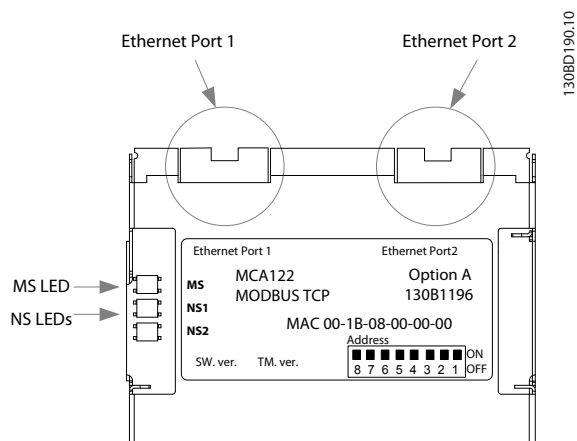 Ethernet Port 1
Ethernet Port 2
130BD190.10
Ethernet Port 1
Ethernet Port2
MS LED
NS LEDs
MS
NS1
NS2
MCA122
MODBUS TCP
Option A
130B1196
MAC 00-1B-08-00-00-00
Address
ON
8 7 6 5 4 3 2 1 OFF
SW. ver. TM. ver.